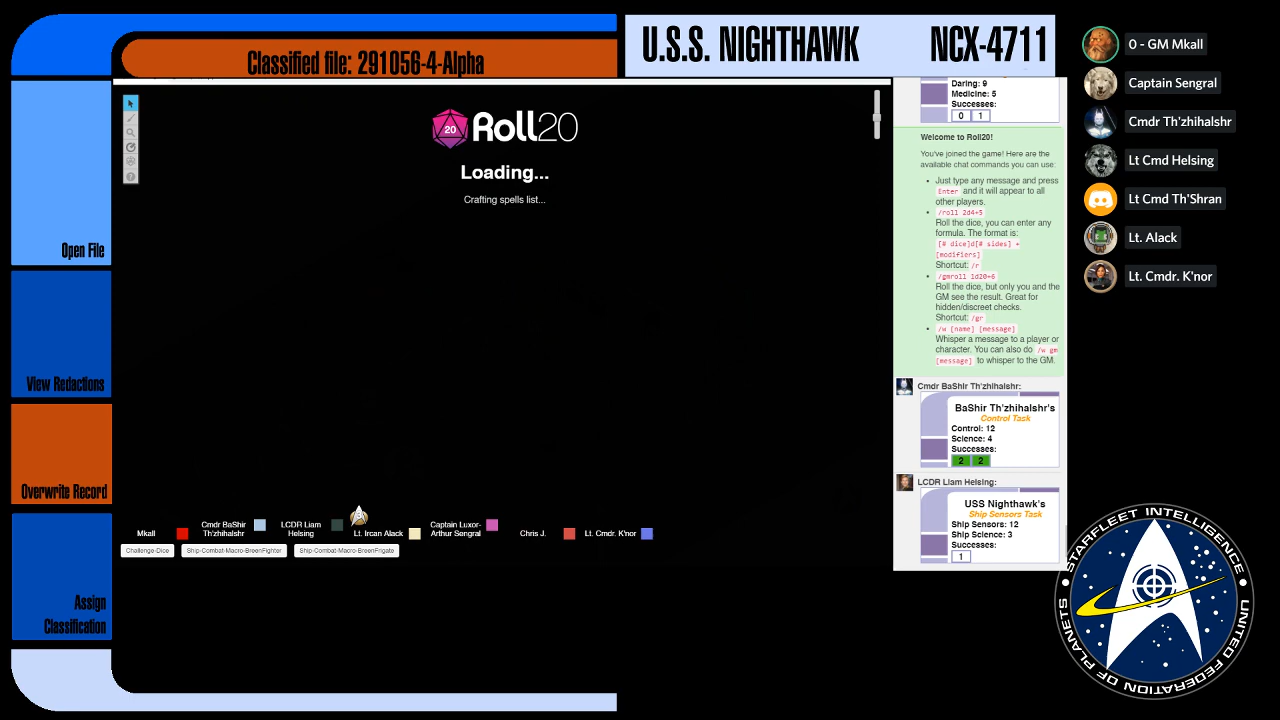 Classified file: 291056-4-Alpha
U.S.S. NIGHTHAWK NCX-4711
Open File
View Redactions
Overwrite Record
Assign
Classification
20 Roll20
Loading...
Crafting spells list...
Mkall
Cmdr BaShir
Th'zhihalshr
LCDR Liam
Helsing
Lt. Ircan Alack
Captain Luxor-
Arthur Sengral
Chris J.
Lt. Cmdr. K'nor
Challenge-Dice
Ship-Combat-Macro-BreenFighter
Ship-Combat-Macro-BreenFrigate
Daring: 9
Medicine: 5
Successes:
0 1
Welcome to Roll20!
You've joined the game! Here are the
available chat commands you can use:
Just type any message and press
Enter and it will appear to all
other players.
/roll 2d4+5
Roll the dice, you can enter any
formula. The format is:
[# dice]d[# sides] +
[modifiers]
Shortcut: /r
/gmroll 1d20+6
Roll the dice, but only you and the
GM see the result. Great for
hidden/discreet checks.
Shortcut: /gr
/w [name] [message]
Whisper a message to a player or
character. You can also do /w gm
[message] to whisper to the GM.
Cmdr BaShir Th'zhihalshr:
BaShir Th'zhihalshr's
Control Task
Control: 12
Science: 4
Successes:
2 2
LCDR Liam Helsing:
USS Nighthawk's
Ship Sensors Task
Ship Sensors: 12
Ship Science: 3
Successes:
1
0 - GM Mkall
Captain Sengral
Cmdr Th'zhihalshr
Lt Cmd Helsing
Lt Cmd Th'Shran
Lt. Alack
Lt. Cmdr. K'nor
STARFLEET INTELLIGENCE
UNITED FEDERATION OF PLANETS